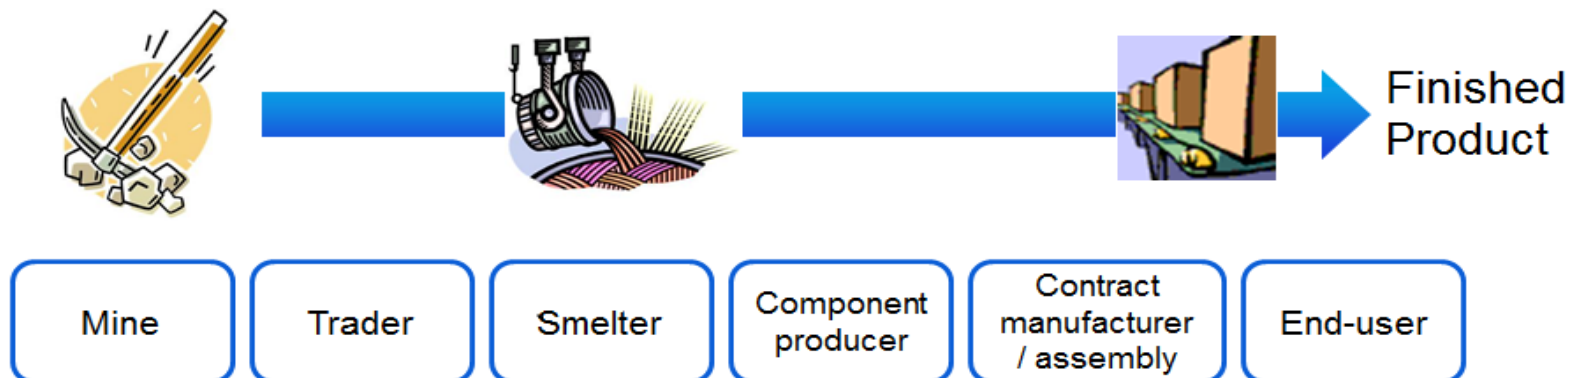 Finished
Product
Mine
Trader
Smelter
Component
producer
Contract
manufacturer
/ assembly
End-user